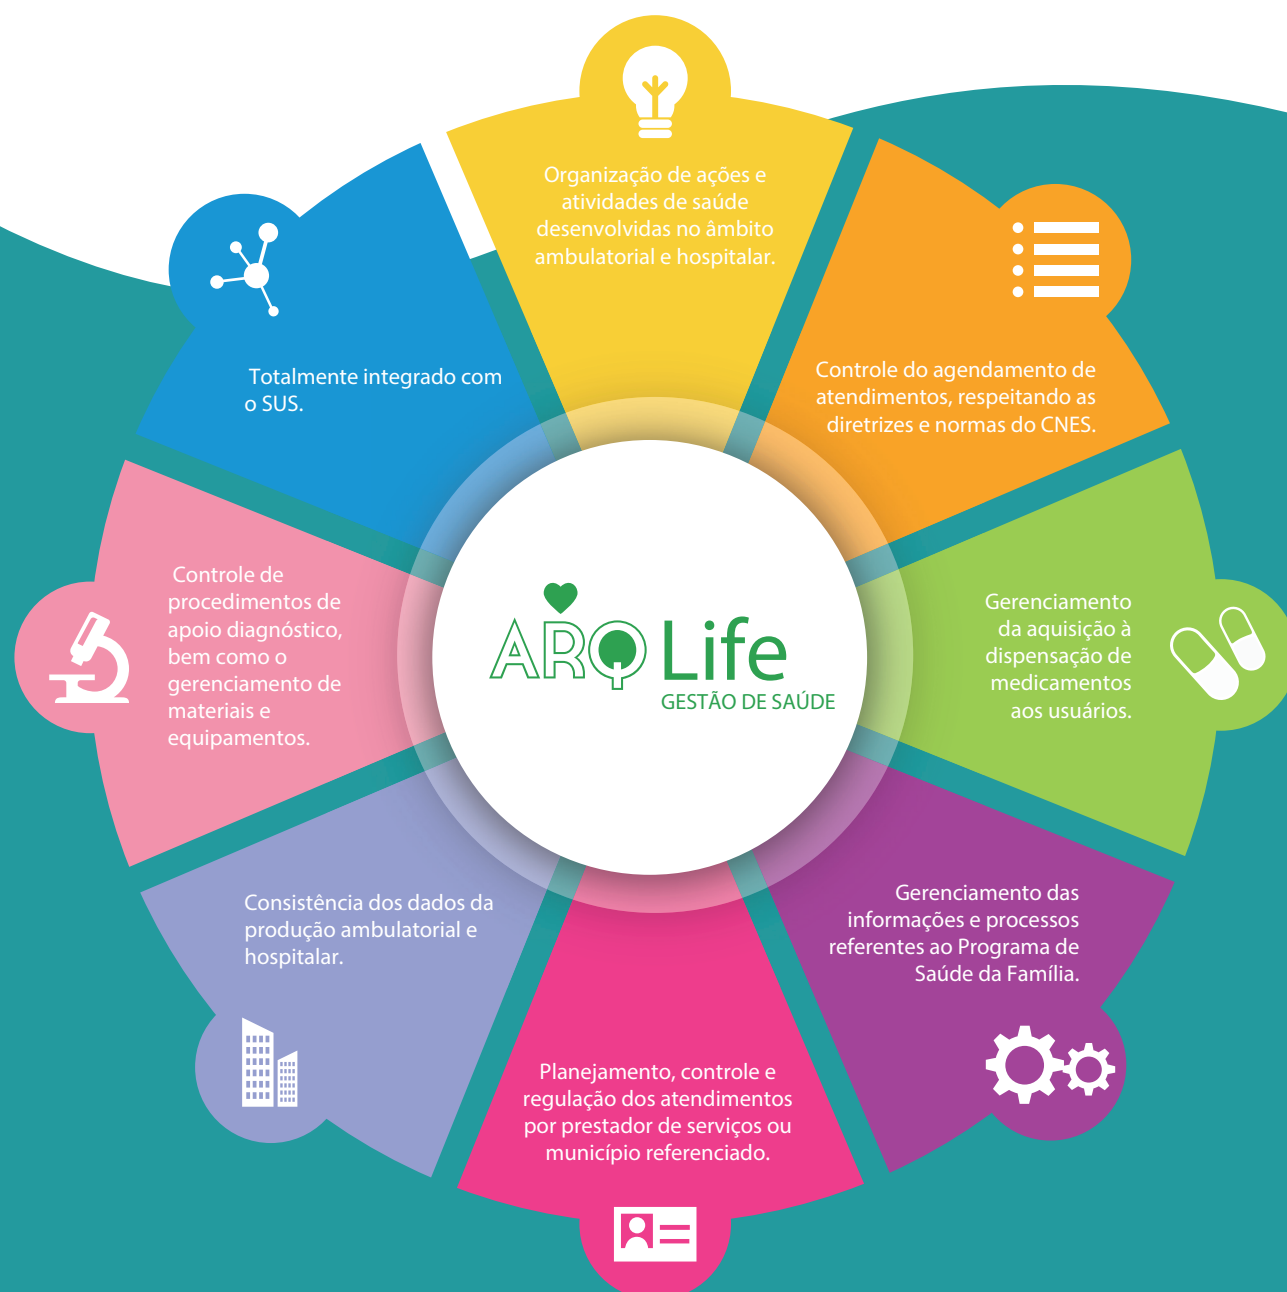 Organização de ações e
atividades de saúde
desenvolvidas no âmbito
ambulatorial e hospitalar.
Controle do agendamento de
atendimentos, respeitando as
diretrizes e normas do CNES.
Gerenciamento
da aquisição à
dispensação de
medicamentos
aos usuários.
Gerenciamento das
informações e processos
referentes ao Programa de
Saúde da Família.
Planejamento, controle e
regulação dos atendimentos
por prestador de serviços ou
município referenciado.
Consistência dos dados da
produção ambulatorial e
hospitalar.
Controle de
procedimentos de
apoio diagnóstico,
bem como o
gerenciamento de
materiais e
equipamentos.
Totalmente integrado com
o SUS.
ARQ Life
GESTÃO DE SAÚDE